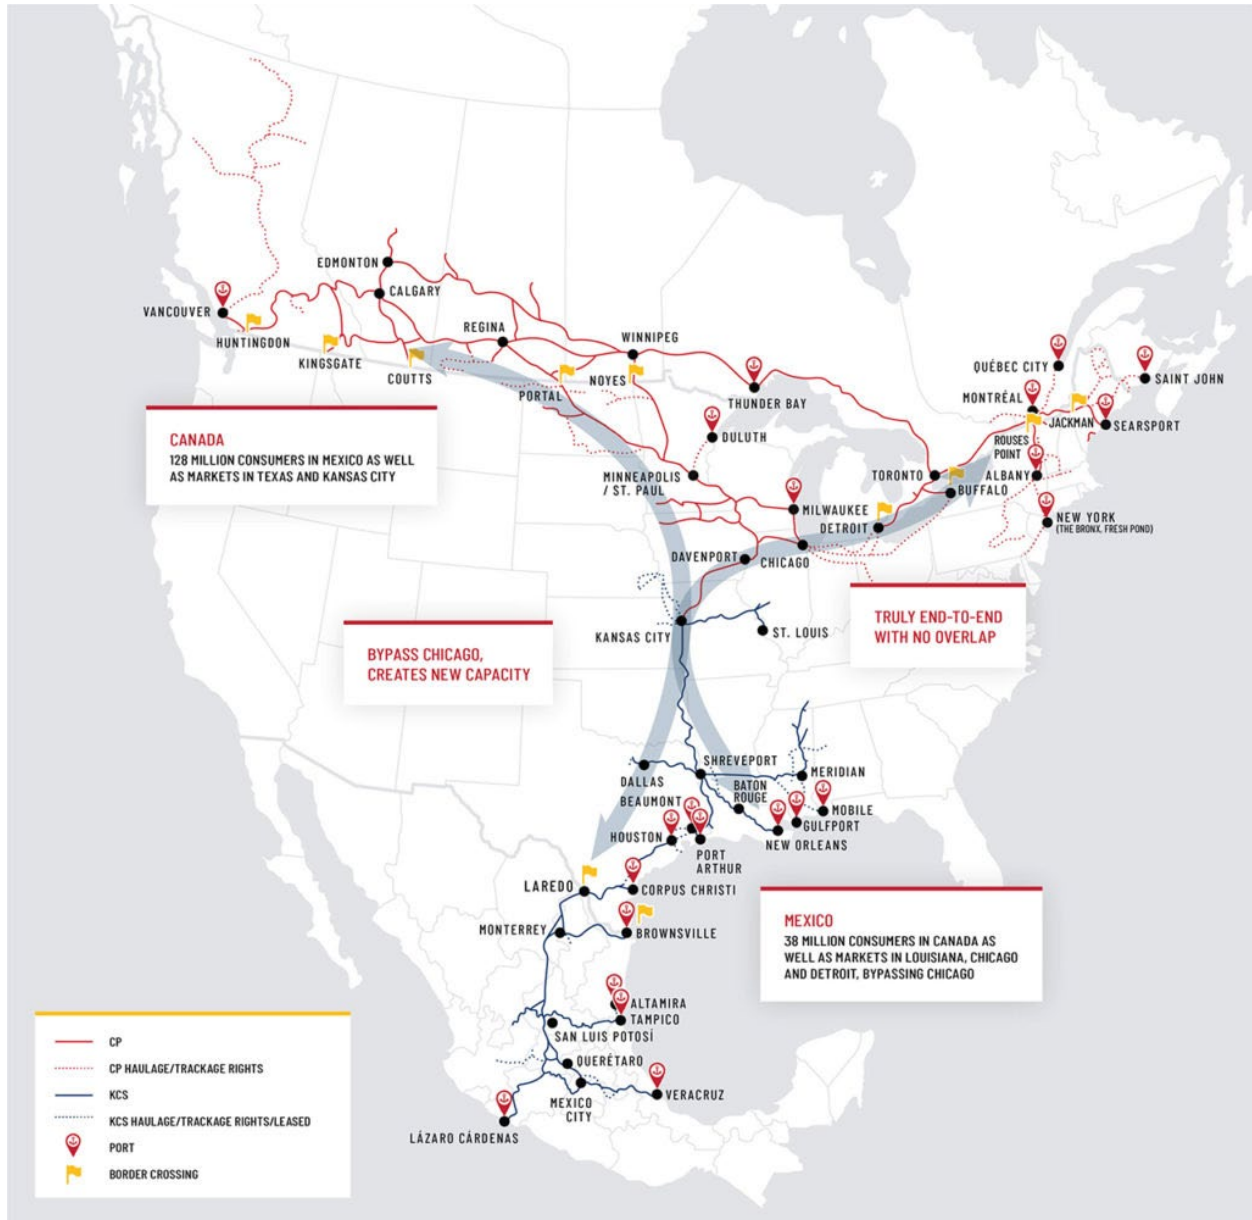 EDMONTON
CALGARY
VANCOUVER
HUNTINGDON
KINGSGATE
COUTTS
REGINA
WINNIPEG
PORTAL
NOYES
THUNDER BAY
DULUTH
QUÉBEC CITY
MONTRÉAL
SAINT JOHN
JACKMAN
SEARSPORT
ROUSES
POINT
ALBANY
TORONTO
BUFFALO
NEW YORK
(THE BRONX, FRESH POND)
MINNEAPOLIS
/ ST. PAUL
MILWAUKEE
DETROIT
DAVENPORT
CHICAGO
KANSAS CITY
ST. LOUIS
CANADA
128 MILLION CONSUMERS IN MEXICO AS WELL
AS MARKETS IN TEXAS AND KANSAS CITY
BYPASS CHICAGO,
CREATES NEW CAPACITY
TRULY END-TO-END
WITH NO OVERLAP
SHREVEPORT
MERIDIAN
DALLAS
BATON
ROUGE
BEAUMONT
MOBILE
GULFPORT
HOUSTON
NEW ORLEANS
PORT
ARTHUR
LAREDO
CORPUS CHRISTI
MONTERREY
BROWNSVILLE
MEXICO
38 MILLION CONSUMERS IN CANADA AS
WELL AS MARKETS IN LOUISIANA, CHICAGO
AND DETROIT, BYPASSING CHICAGO
ALTAMIRA
TAMPICO
SAN LUIS POTOSÍ
QUERÉTARO
MEXICO
CITY
VERACRUZ
LÁZARO CÁRDENAS
CP
CP HAULAGE/TRACKAGE RIGHTS
KCS
KCS HAULAGE/TRACKAGE RIGHTS/LEASED
PORT
BORDER CROSSING